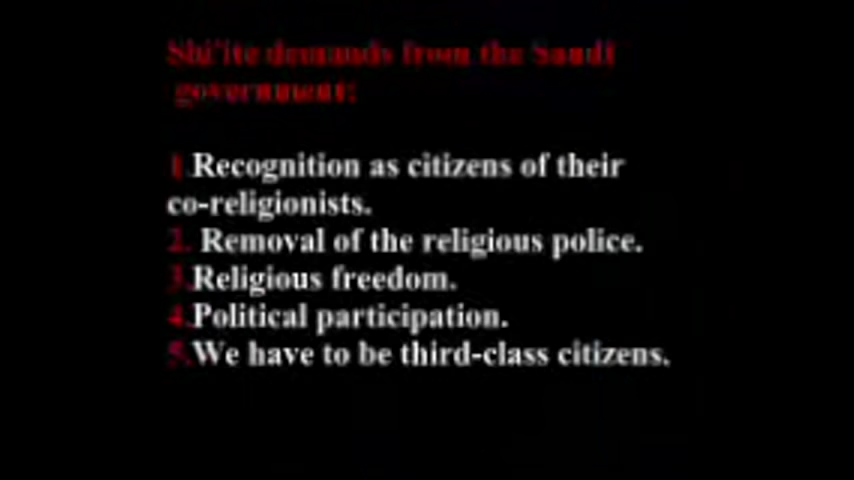 Shi'ite demands from the Saudi
government:
1.Recognition as citizens of their
co-religionists.
2. Removal of the religious police.
3.Religious freedom.
4.Political participation.
5.We have to be third-class citizens.